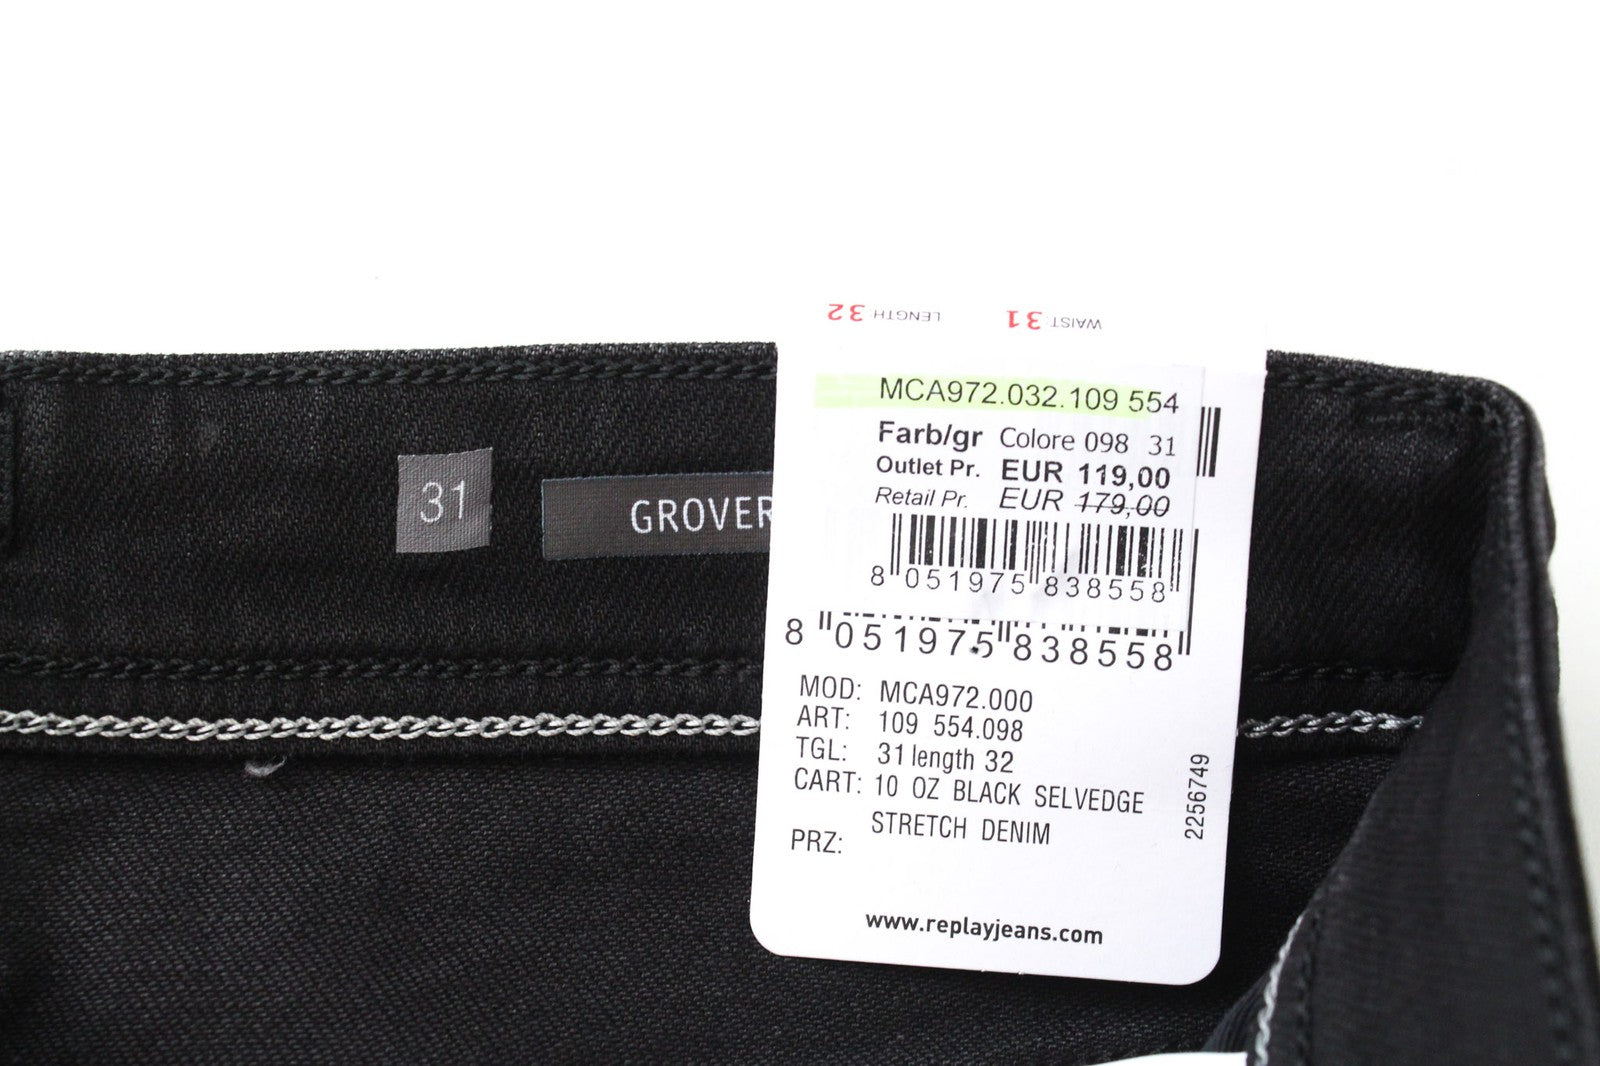 LENGTH 32
WAIST 31
MCA972.032.109 554
Farb/gr Colore 098 31
Outlet Pr. EUR 119,00
Retail Pr. EUR 179,00
8 051975 838558
8 051975 838558
MOD: MCA972.000
ART: 109 554.098
TGL: 31 length 32
CART: 10 OZ BLACK SELVEDGE
STRETCH DENIM
PRZ:
2256749
www.replayjeans.com
31
GROVER